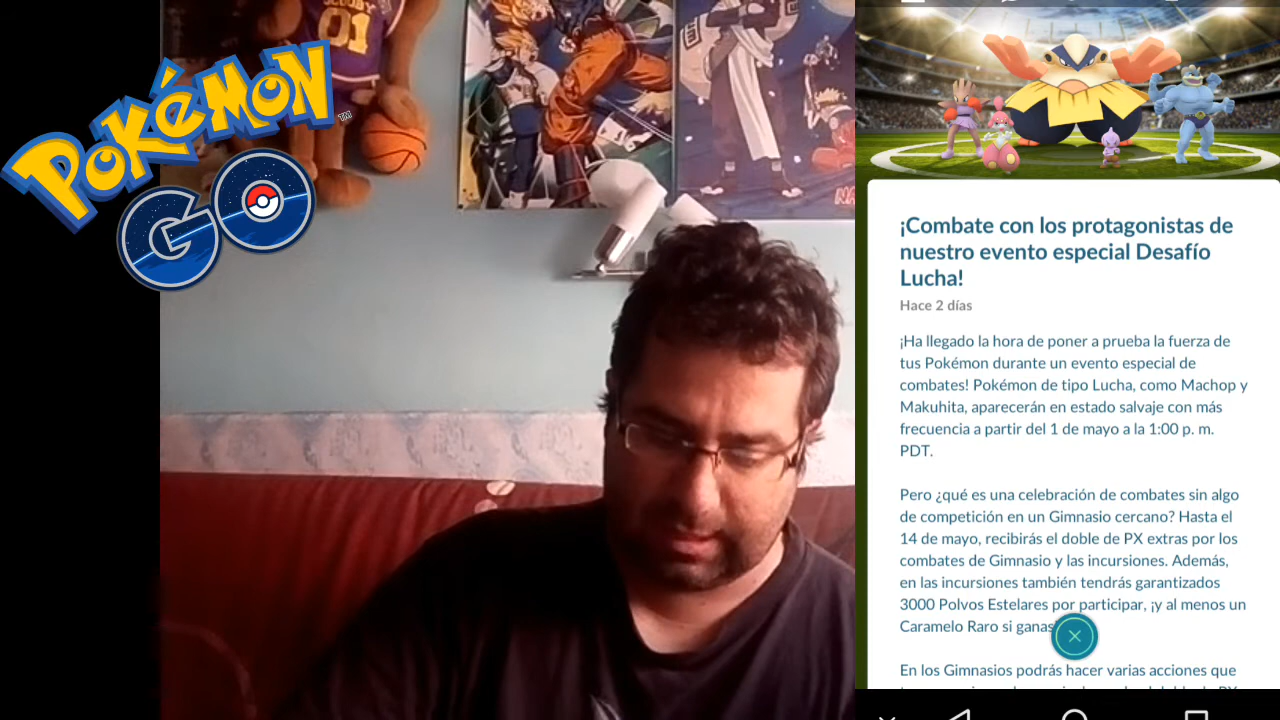 SCOOBY
01
Pokémon
TM
GO
NA
¡Combate con los protagonistas de
nuestro evento especial Desafío
Lucha!
Hace 2 días
¡Ha llegado la hora de poner a prueba la fuerza de
tus Pokémon durante un evento especial de
combates! Pokémon de tipo Lucha, como Machop y
Makuhita, aparecerán en estado salvaje con más
frecuencia a partir del 1 de mayo a la 1:00 p. m.
PDT.
Pero ¿qué es una celebración de combates sin algo
de competición en un Gimnasio cercano? Hasta el
14 de mayo, recibirás el doble de PX extras por los
combates de Gimnasio y las incursiones. Además,
en las incursiones también tendrás garantizados
3000 Polvos Estelares por participar, ¡y al menos un
Caramelo Raro si ganas
En los Gimnasios podrás hacer varias acciones que